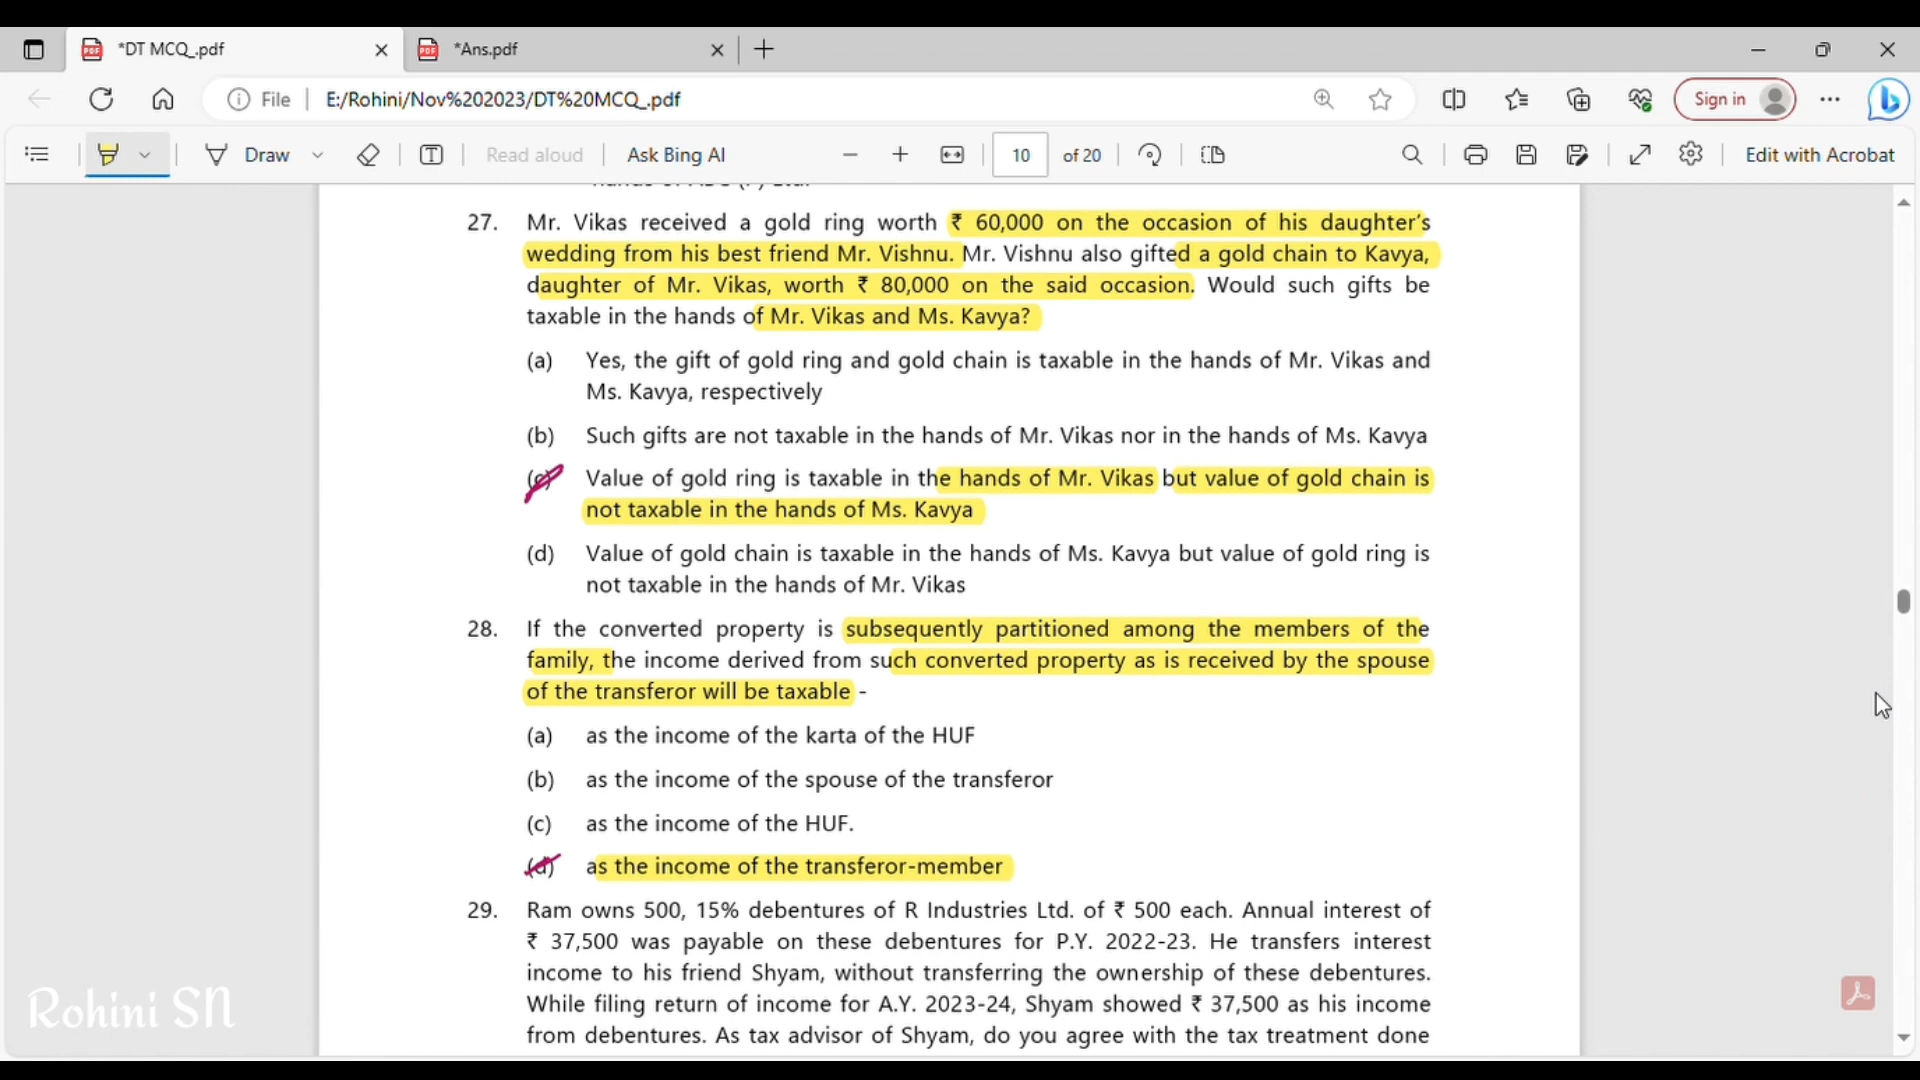 *DT MCQ_.pdf
*Ans.pdf
File
E:/Rohini/Nov%202023/DT%20MCQ_.pdf
Sign in
Draw
Read aloud
Ask Bing AI
10
of 20
Edit with Acrobat
27. Mr. Vikas received a gold ring worth ₹ 60,000 on the occasion of his daughter's
wedding from his best friend Mr. Vishnu. Mr. Vishnu also gifted a gold chain to Kavya,
daughter of Mr. Vikas, worth ₹ 80,000 on the said occasion. Would such gifts be
taxable in the hands of Mr. Vikas and Ms. Kavya?
(a) Yes, the gift of gold ring and gold chain is taxable in the hands of Mr. Vikas and
Ms. Kavya, respectively
(b) Such gifts are not taxable in the hands of Mr. Vikas nor in the hands of Ms. Kavya
(c) Value of gold ring is taxable in the hands of Mr. Vikas but value of gold chain is
not taxable in the hands of Ms. Kavya
(d) Value of gold chain is taxable in the hands of Ms. Kavya but value of gold ring is
not taxable in the hands of Mr. Vikas
28. If the converted property is subsequently partitioned among the members of the
family, the income derived from such converted property as is received by the spouse
of the transferor will be taxable -
(a) as the income of the karta of the HUF
(b) as the income of the spouse of the transferor
(c) as the income of the HUF.
(d) as the income of the transferor-member
29. Ram owns 500, 15% debentures of R Industries Ltd. of ₹ 500 each. Annual interest of
₹ 37,500 was payable on these debentures for P.Y. 2022-23. He transfers interest
income to his friend Shyam, without transferring the ownership of these debentures.
While filing return of income for A.Y. 2023-24, Shyam showed ₹ 37,500 as his income
from debentures. As tax advisor of Shyam, do you agree with the tax treatment done
Rohini SN